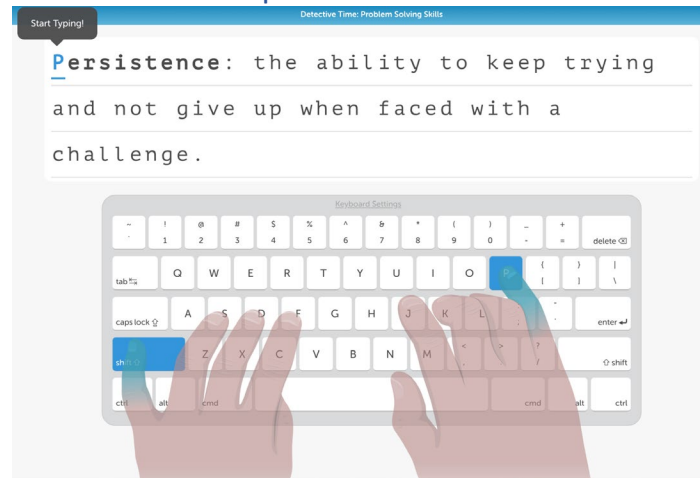 Detective Time: Problem Solving Skills
Start Typing!
Persistence: the ability to keep trying
and not give up when faced with a
challenge.
Keyboard Settings
~ ! @ # $ % ^ & * ( ) _ +
` 1 2 3 4 5 6 7 8 9 0 - = delete
tab Q W E R T Y U I O P { } |
[ ] \
caps lock A S D F G H J K L ; " ' enter
shift Z X C V B N M < > ? shift
, . /
ctrl alt cmd cmd alt ctrl